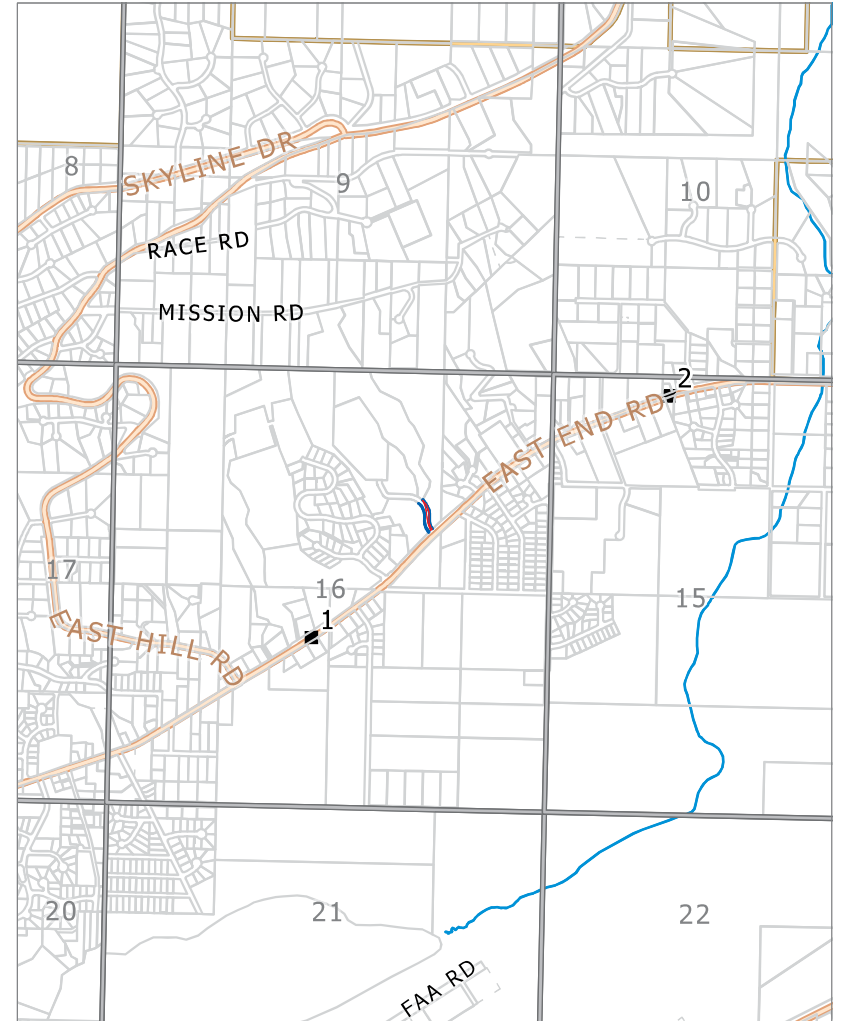 8
SKYLINE DR
9
10
RACE RD
MISSION RD
2
EAST END RD
17
16
15
1
EAST HILL RD
20
21
22
FAA RD